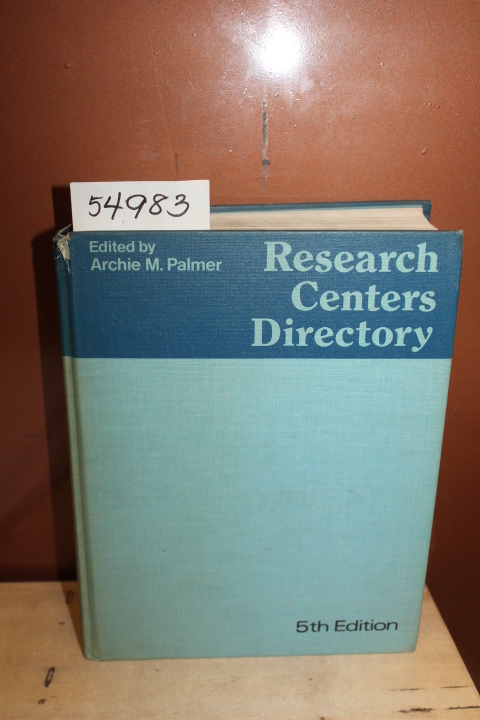 54983
Edited by
Archie M. Palmer
Research
Centers
Directory
5th Edition